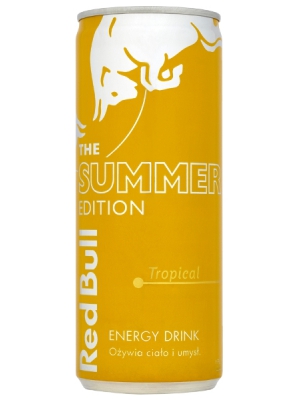 THE
SUMMER
EDITION
Tropical
Red Bull
ENERGY DRINK
Ożywia ciało i umysł.